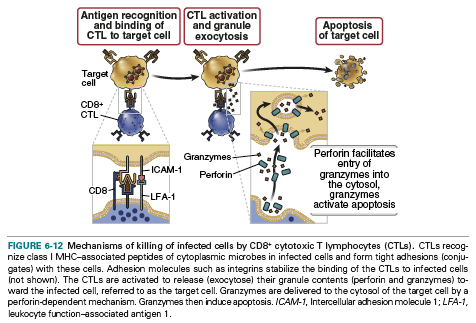 Antigen recognition
and binding of
CTL to target cell
CTL activation
and granule
exocytosis
Apoptosis
of target cell
Target
cell
CD8+
CTL
ICAM-1
CD8
LFA-1
Granzymes
Perforin
Perforin facilitates
entry of
granzymes into
the cytosol,
granzymes
activate apoptosis
FIGURE 6-12 Mechanisms of killing of infected cells by CD8+ cytotoxic T lymphocytes (CTLs). CTLs recog-
nize class I MHC–associated peptides of cytoplasmic microbes in infected cells and form tight adhesions (conju-
gates) with these cells. Adhesion molecules such as integrins stabilize the binding of the CTLs to infected cells
(not shown). The CTLs are activated to release (exocytose) their granule contents (perforin and granzymes) to-
ward the infected cell, referred to as the target cell. Granzymes are delivered to the cytosol of the target cell by a
perforin-dependent mechanism. Granzymes then induce apoptosis. ICAM-1, Intercellular adhesion molecule 1; LFA-1,
leukocyte function–associated antigen 1.